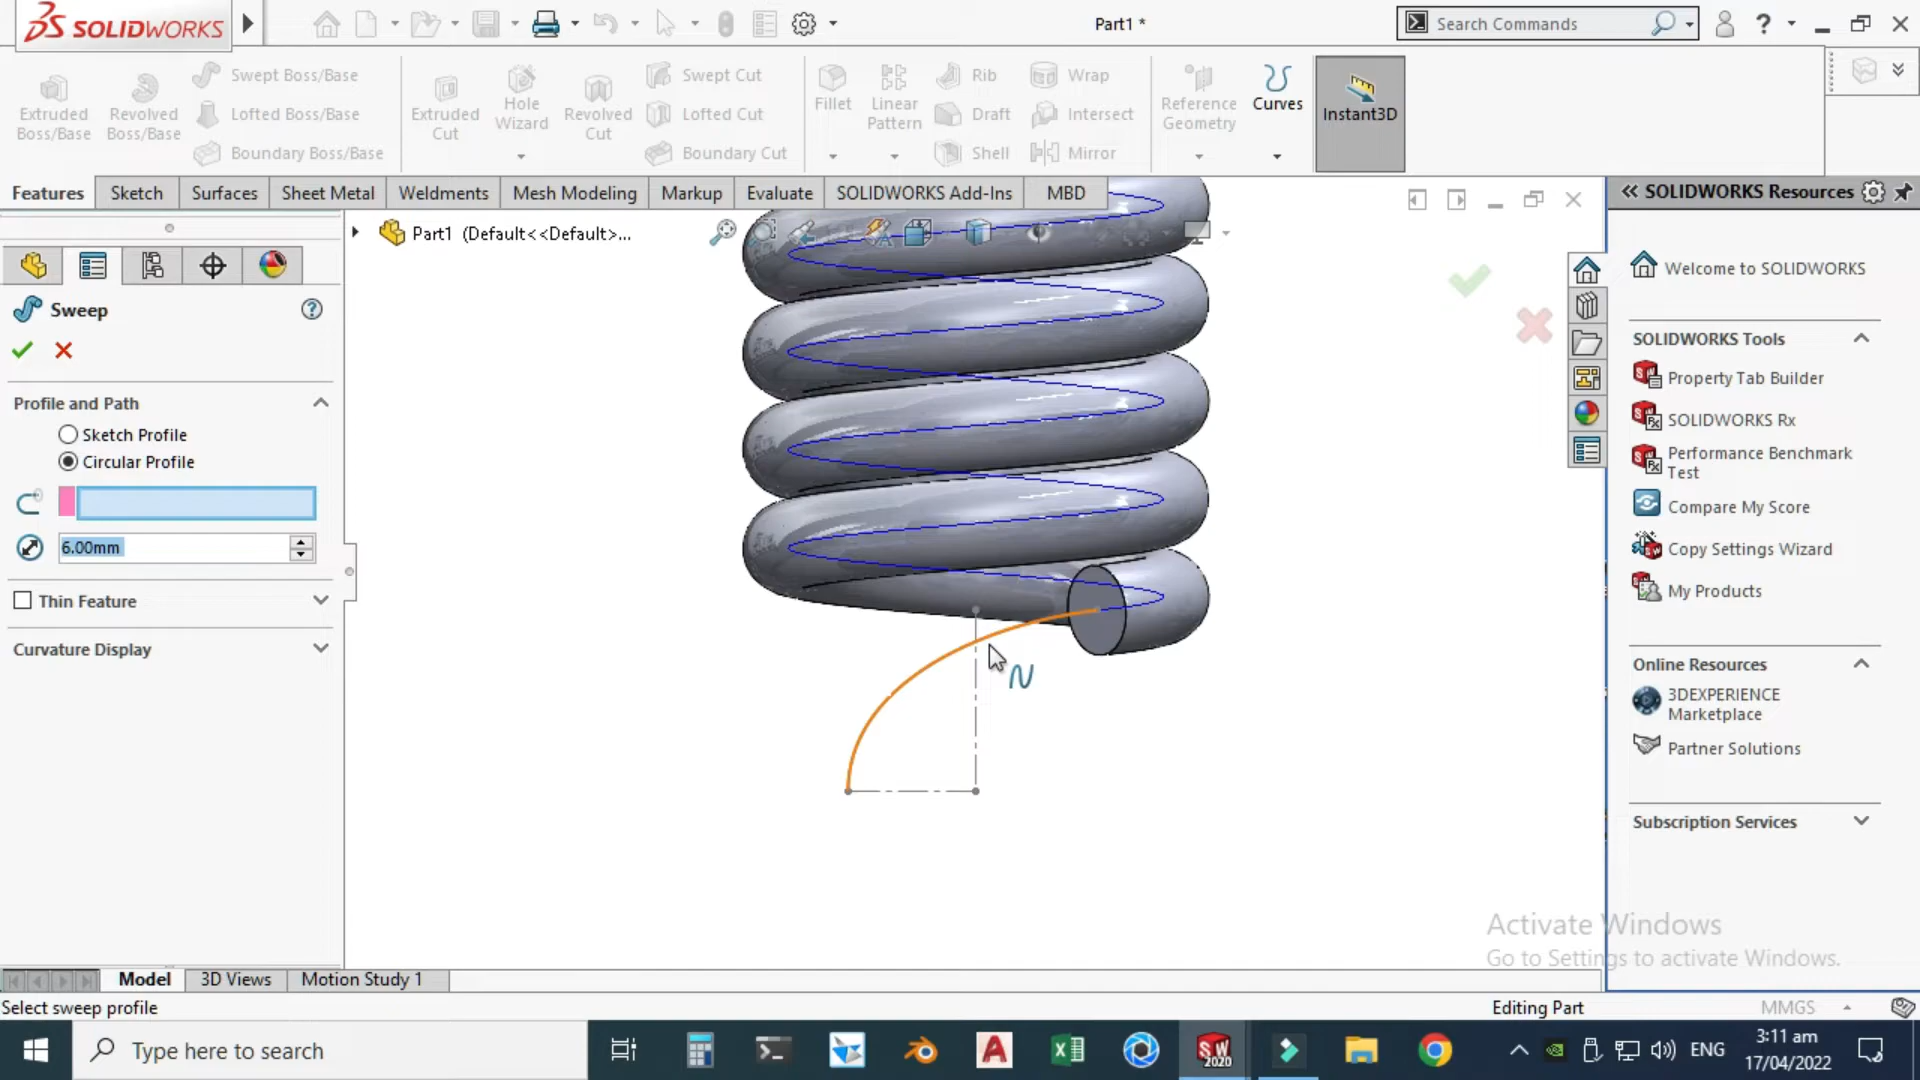 SOLIDWORKS
Part1 *
Search Commands
Extruded Boss/Base
Revolved Boss/Base
Swept Boss/Base
Lofted Boss/Base
Boundary Boss/Base
Extruded Cut
Hole Wizard
Revolved Cut
Swept Cut
Lofted Cut
Boundary Cut
Fillet
Linear Pattern
Rib
Draft
Shell
Wrap
Intersect
Mirror
Reference Geometry
Curves
Instant3D
Features
Sketch
Surfaces
Sheet Metal
Weldments
Mesh Modeling
Markup
Evaluate
SOLIDWORKS Add-Ins
MBD
Part1 (Default<<Default>...
Sweep
Profile and Path
Sketch Profile
Circular Profile
6.00mm
Thin Feature
Curvature Display
SOLIDWORKS Resources
Welcome to SOLIDWORKS
SOLIDWORKS Tools
Property Tab Builder
SOLIDWORKS Rx
Performance Benchmark
Test
Compare My Score
Copy Settings Wizard
My Products
Online Resources
3DEXPERIENCE
Marketplace
Partner Solutions
Subscription Services
Activate Windows
Go to Settings to activate Windows.
Model
3D Views
Motion Study 1
Select sweep profile
Editing Part
MMGS
Type here to search
SW
2020
ENG
3:11 am
17/04/2022